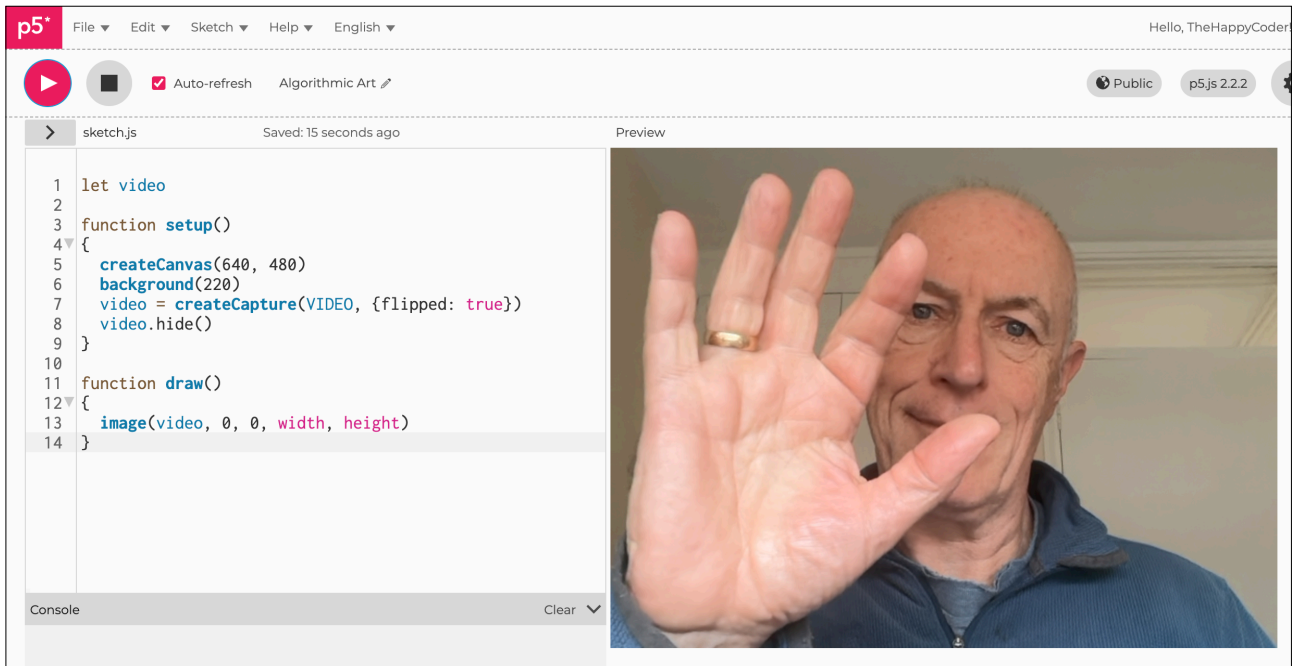 p5* File Edit Sketch Help English Hello, TheHappyCoder!
Auto-refresh Algorithmic Art Public p5.js 2.2.2
sketch.js Saved: 15 seconds ago Preview
1 let video
2
3 function setup()
4 {
5   createCanvas(640, 480)
6   background(220)
7   video = createCapture(VIDEO, {flipped: true})
8   video.hide()
9 }
10
11 function draw()
12 {
13   image(video, 0, 0, width, height)
14 }
Console Clear